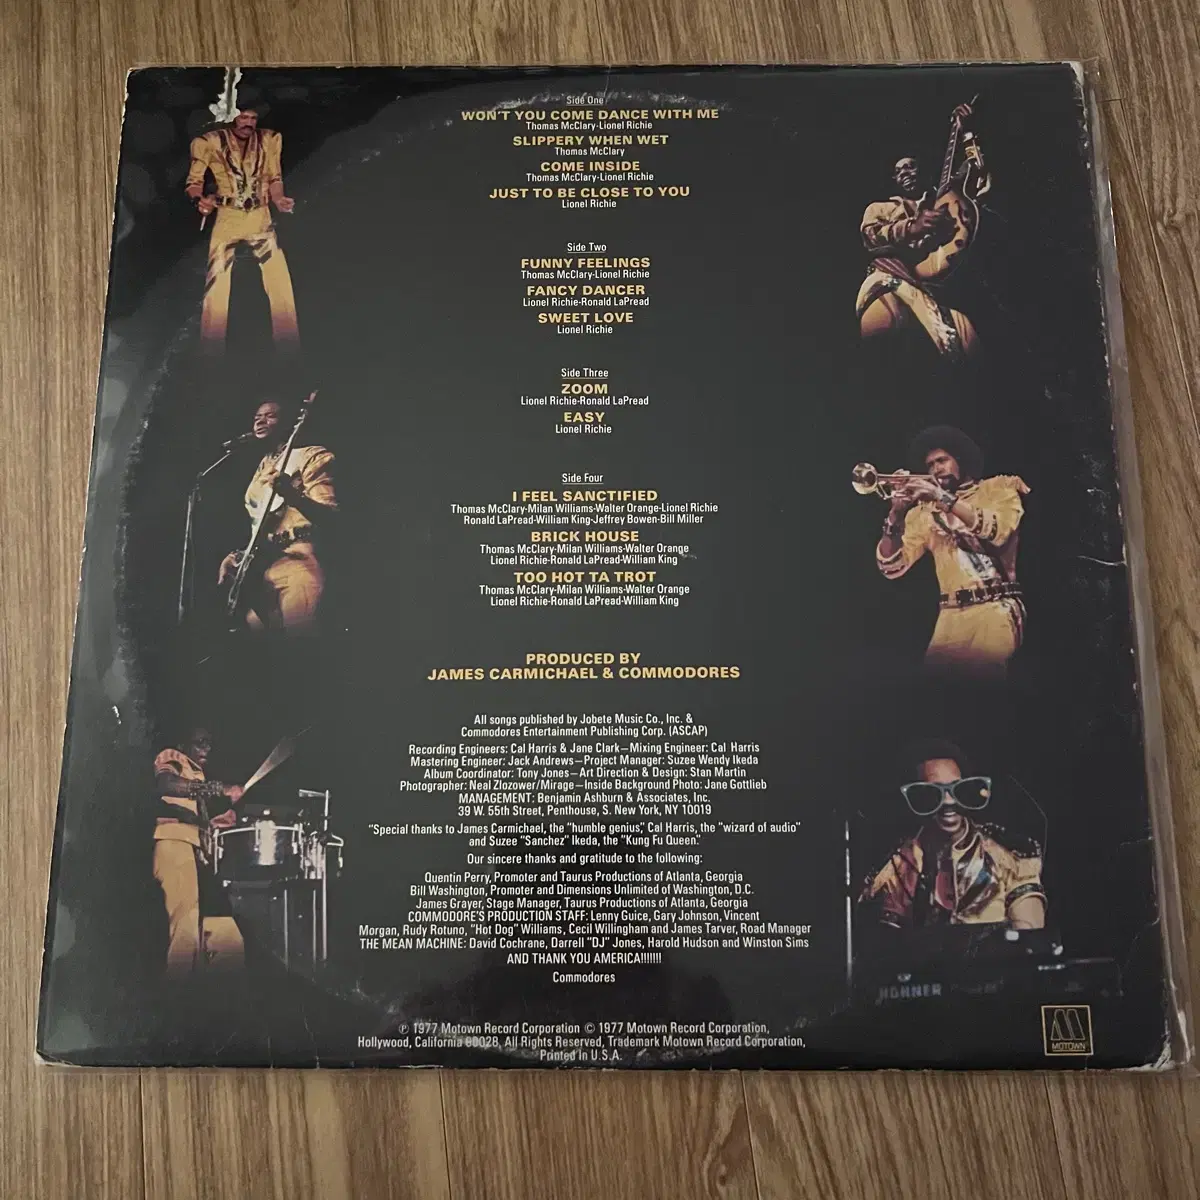 Side One
WON'T YOU COME DANCE WITH ME
Thomas McClary-Lionel Richie
SLIPPERY WHEN WET
Thomas McClary
COME INSIDE
Thomas McClary-Lionel Richie
JUST TO BE CLOSE TO YOU
Lionel Richie
Side Two
FUNNY FEELINGS
Thomas McClary-Lionel Richie
FANCY DANCER
Lionel Richie-Ronald LaPread
SWEET LOVE
Lionel Richie
Side Three
ZOOM
Lionel Richie-Ronald LaPread
EASY
Lionel Richie
Side Four
I FEEL SANCTIFIED
Thomas McClary-Milan Williams-Walter Orange-Lionel Richie
Ronald LaPread-William King-Jeffrey Bowen-Bill Miller
BRICK HOUSE
Thomas McClary-Milan Williams-Walter Orange
Lionel Richie-Ronald LaPread-William King
TOO HOT TA TROT
Thomas McClary-Milan Williams-Walter Orange
Lionel Richie-Ronald LaPread-William King
PRODUCED BY
JAMES CARMICHAEL & COMMODORES
All songs published by Jobete Music Co., Inc. &
Commodores Entertainment Publishing Corp. (ASCAP)
Recording Engineers: Cal Harris & Jane Clark—Mixing Engineer: Cal Harris
Mastering Engineer: Jack Andrews—Project Manager: Suzee Wendy Ikeda
Album Coordinator: Tony Jones—Art Direction & Design: Stan Martin
Photographer: Neal Zlozower/Mirage—Inside Background Photo: Jane Gottlieb
MANAGEMENT: Benjamin Ashburn & Associates, Inc.
39 W. 55th Street, Penthouse, S. New York, NY 10019
"Special thanks to James Carmichael, the "humble genius," Cal Harris, the "wizard of audio"
and Suzee "Sanchez" Ikeda, the "Kung Fu Queen."
Our sincere thanks and gratitude to the following:
Quentin Perry, Promoter and Taurus Productions of Atlanta, Georgia
Bill Washington, Promoter and Dimensions Unlimited of Washington, D.C.
James Grayer, Stage Manager, Taurus Productions of Atlanta, Georgia
COMMODORE'S PRODUCTION STAFF: Lenny Guice, Gary Johnson, Vincent
Morgan, Rudy Rotuno, "Hot Dog" Williams, Cecil Willingham and James Tarver, Road Manager
THE MEAN MACHINE: David Cochrane, Darrell "DJ" Jones, Harold Hudson and Winston Sims
AND THANK YOU AMERICA!!!!!!!
Commodores
HOHNER
℗ 1977 Motown Record Corporation © 1977 Motown Record Corporation,
Hollywood, California 90028, All Rights Reserved, Trademark Motown Record Corporation,
Printed in U.S.A.
M
MOTOWN